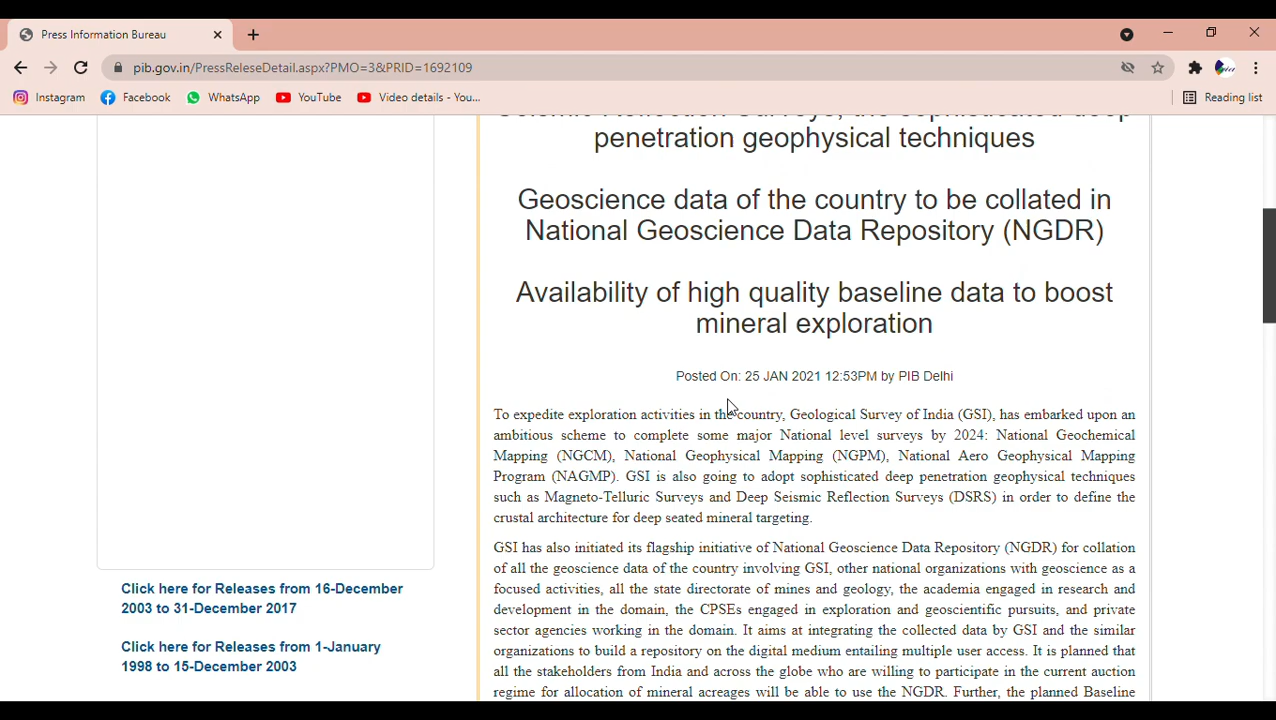 Press Information Bureau
pib.gov.in/PressReleseDetail.aspx?PMO=3&PRID=1692109
Instagram Facebook WhatsApp YouTube Video details - You... Reading list
Seismic Reflection Surveys, the sophisticated deep
penetration geophysical techniques
Geoscience data of the country to be collated in
National Geoscience Data Repository (NGDR)
Availability of high quality baseline data to boost
mineral exploration
Posted On: 25 JAN 2021 12:53PM by PIB Delhi
To expedite exploration activities in the country, Geological Survey of India (GSI), has embarked upon an
ambitious scheme to complete some major National level surveys by 2024: National Geochemical
Mapping (NGCM), National Geophysical Mapping (NGPM), National Aero Geophysical Mapping
Program (NAGMP). GSI is also going to adopt sophisticated deep penetration geophysical techniques
such as Magneto-Telluric Surveys and Deep Seismic Reflection Surveys (DSRS) in order to define the
crustal architecture for deep seated mineral targeting.
GSI has also initiated its flagship initiative of National Geoscience Data Repository (NGDR) for collation
of all the geoscience data of the country involving GSI, other national organizations with geoscience as a
focused activities, all the state directorate of mines and geology, the academia engaged in research and
development in the domain, the CPSEs engaged in exploration and geoscientific pursuits, and private
sector agencies working in the domain. It aims at integrating the collected data by GSI and the similar
organizations to build a repository on the digital medium entailing multiple user access. It is planned that
all the stakeholders from India and across the globe who are willing to participate in the current auction
regime for allocation of mineral acreages will be able to use the NGDR. Further, the planned Baseline
Click here for Releases from 16-December
2003 to 31-December 2017
Click here for Releases from 1-January
1998 to 15-December 2003